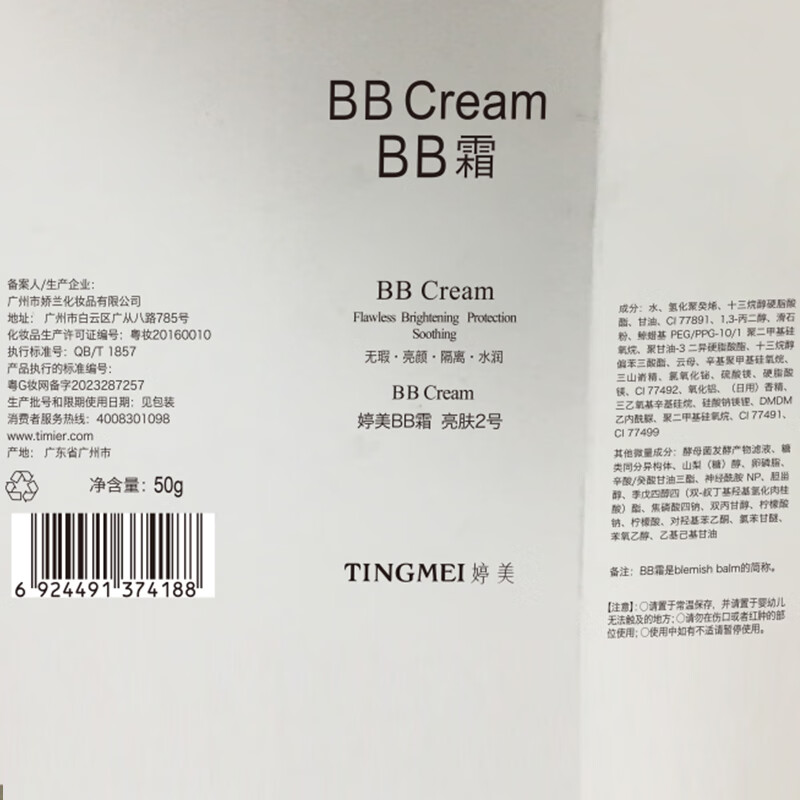 BB Cream
BB霜
备案人/生产企业：
广州市娇兰化妆品有限公司
地址： 广州市白云区广从八路785号
化妆品生产许可证编号：粤妆20160010
执行标准号：QB/T 1857
产品执行的标准编号：
粤G妆网备字2023287257
生产批号和限期使用日期：见包装
消费者服务热线：4008301098
www.timier.com
产地： 广东省广州市
净含量：50g
6 924491 374188
BB Cream
Flawless Brightening Protection
Soothing
无瑕·亮颜·隔离·水润
BB Cream
婷美BB霜 亮肤2号
TINGMEI 婷美
成分：水、氢化聚癸烯、十三烷醇硬脂酸
酯、甘油、CI 77891、1,3-丙二醇、滑石
粉、鲸蜡基 PEG/PPG-10/1 聚二甲基硅
氧烷、聚甘油-3 二异硬脂酸酯、十三烷醇
偏苯三酸酯、云母、辛基聚甲基硅氧烷、
三山嵛精、氯氧化铋、硫酸镁、硬脂酸
镁、CI 77492、氧化铝、（日用）香精、
三乙氧基辛基硅烷、硅酸钠镁锂、DMDM
乙内酰脲、聚二甲基硅氧烷、CI 77491、
CI 77499
其他微量成分：酵母菌发酵产物滤液、糖
类同分异构体、山梨（糖）醇、卵磷脂、
辛酸/癸酸甘油三酯、神经酰胺 NP、胆甾
醇、季戊四醇四（双-叔丁基羟基氢化肉桂
酸）酯、焦磷酸四钠、双丙甘醇、柠檬酸
钠、柠檬酸、对羟基苯乙酮、氯苯甘醚、
苯氧乙醇、乙基己基甘油
备注：BB霜是blemish balm的简称。
【注意】：○请置于常温保存，并请置于婴幼儿
无法触及的地方；○请勿在伤口或者红肿的部
位使用；○使用中如有不适请暂停使用。